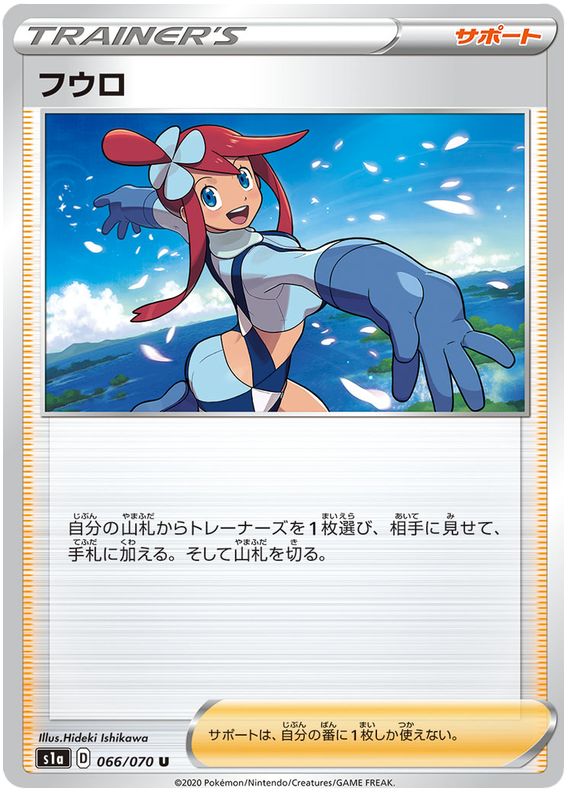 TRAINER'S サポート
フウロ
自分の山札からトレーナーズを1枚選び、相手に見せて、
手札に加える。そして山札を切る。
Illus.Hideki Ishikawa
サポートは、自分の番に1枚しか使えない。
s1a D 066/070 U
©2020 Pokémon/Nintendo/Creatures/GAME FREAK.